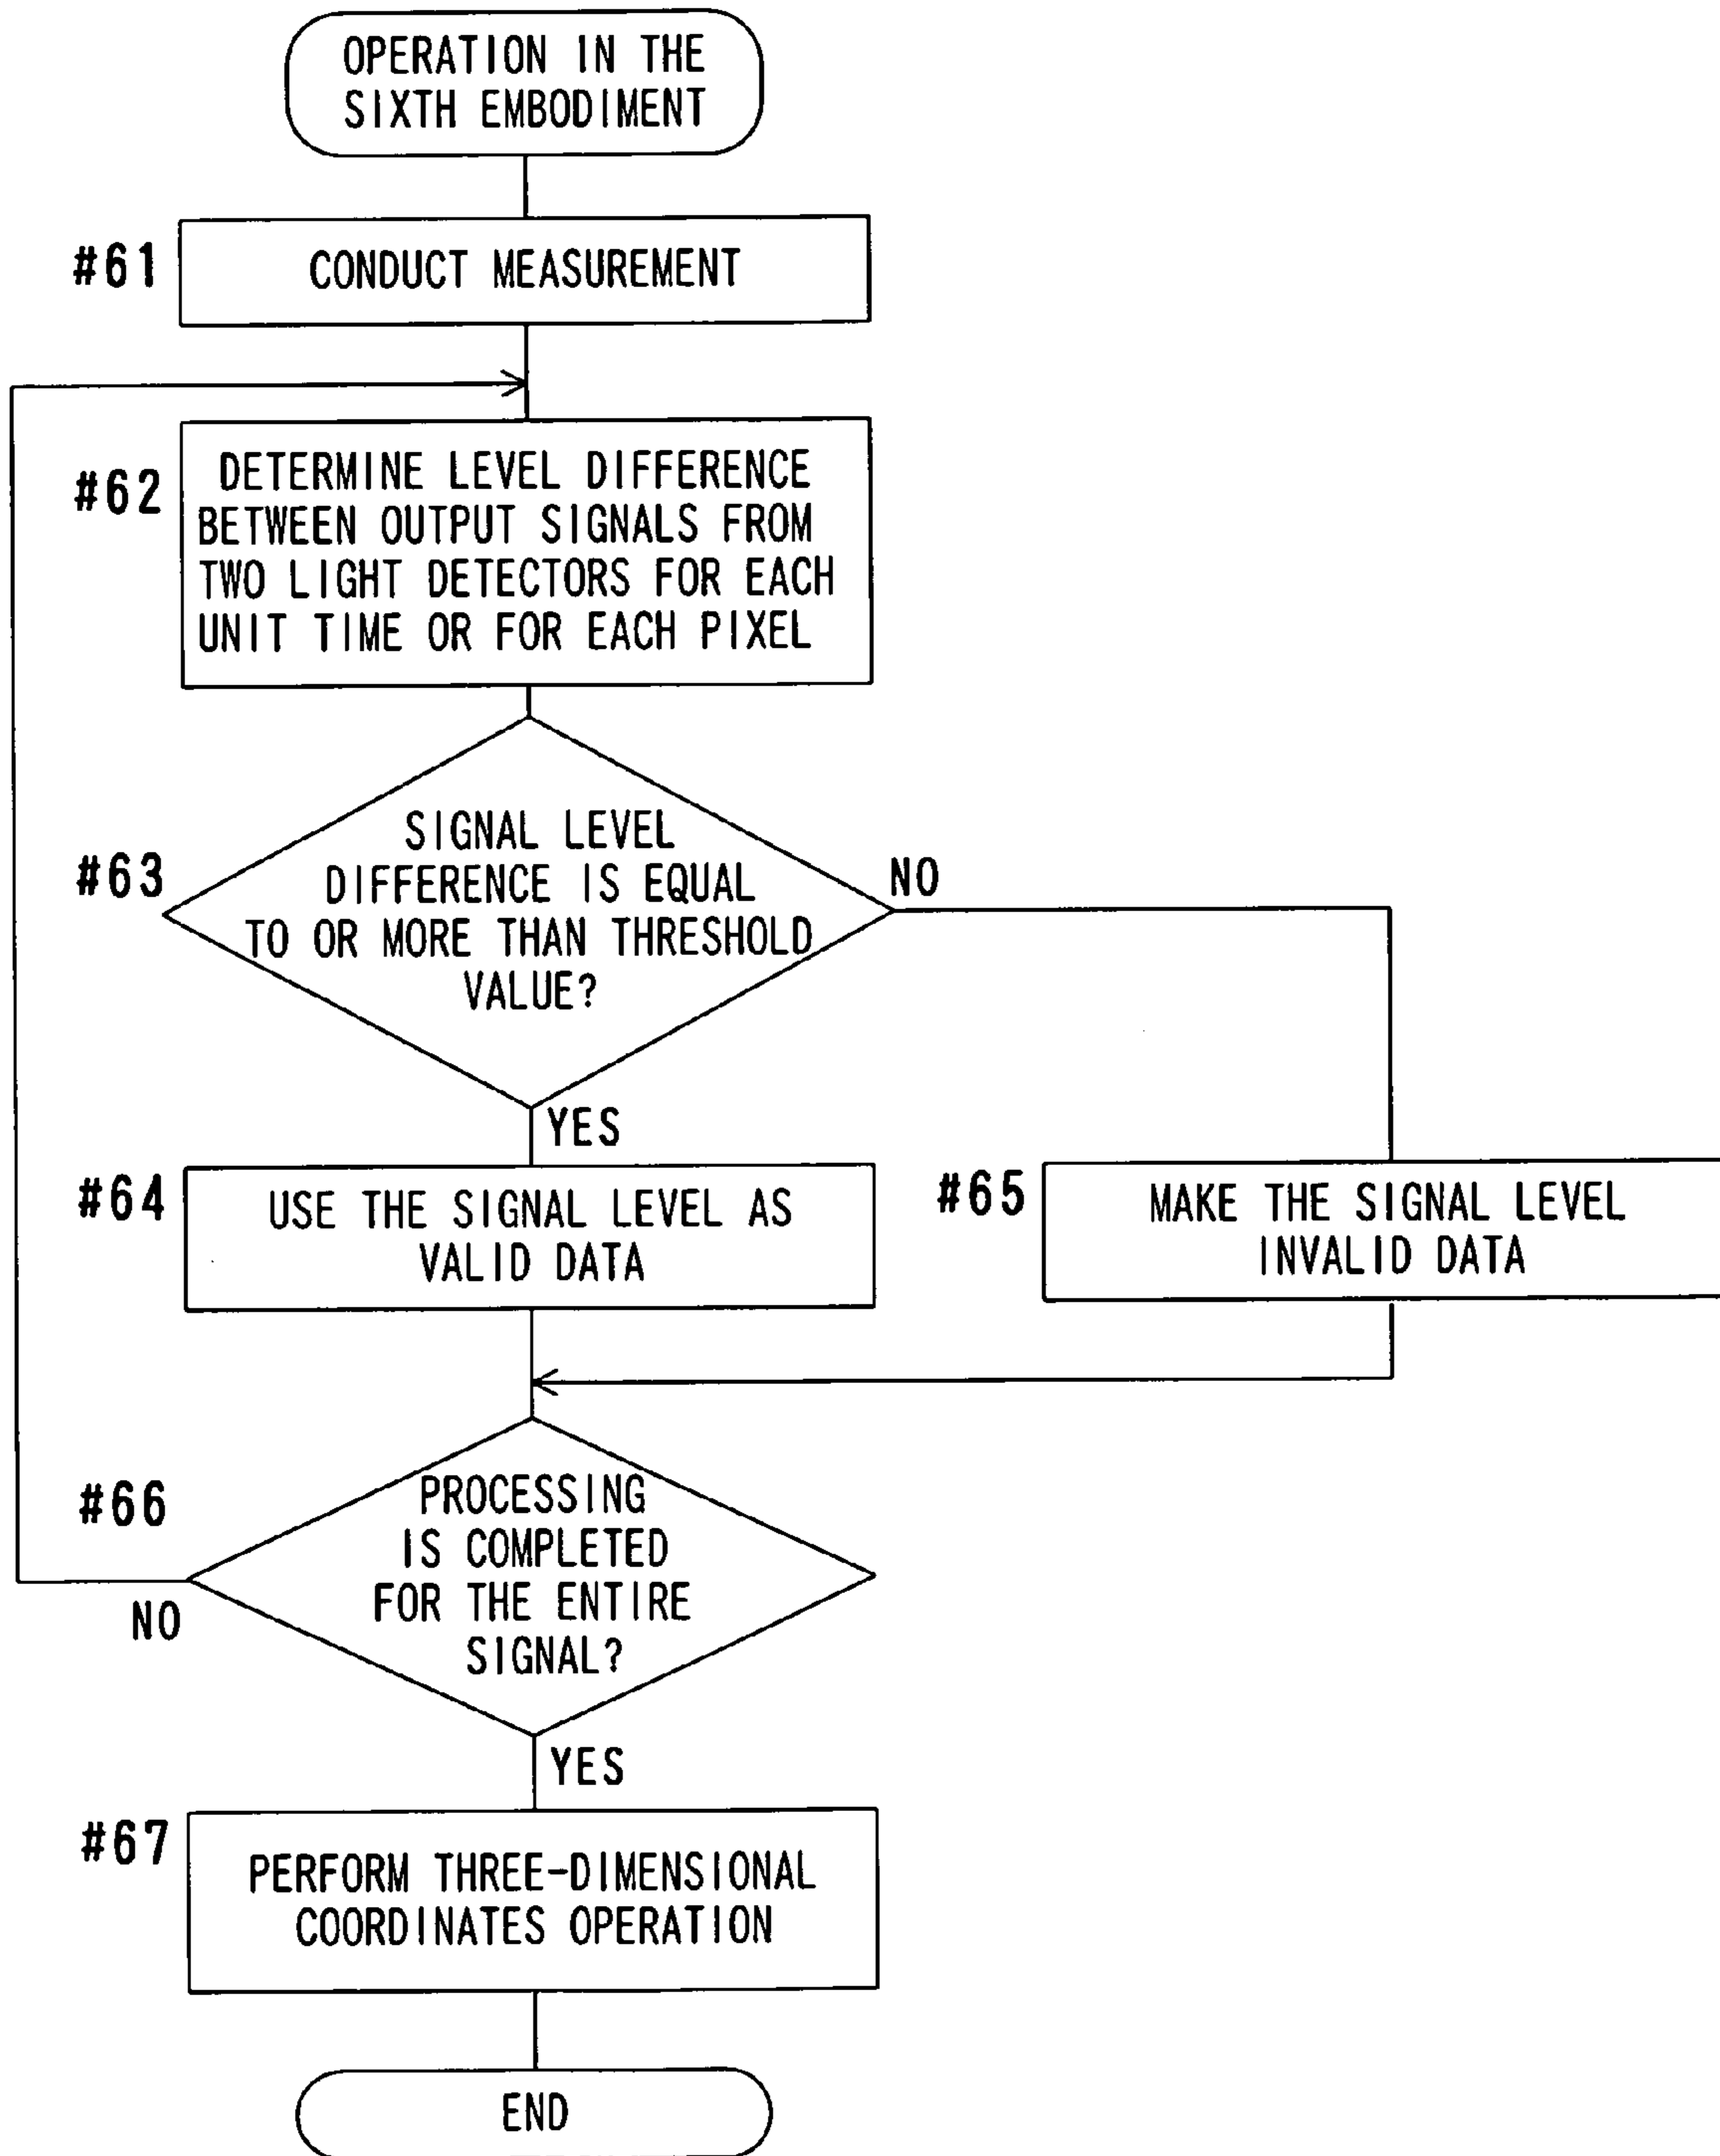 OPERATION IN THE
SIXTH EMBODIMENT
#61
CONDUCT MEASUREMENT
#62
DETERMINE LEVEL DIFFERENCE
BETWEEN OUTPUT SIGNALS FROM
TWO LIGHT DETECTORS FOR EACH
UNIT TIME OR FOR EACH PIXEL
#63
SIGNAL LEVEL
DIFFERENCE IS EQUAL
TO OR MORE THAN THRESHOLD
VALUE?
NO
YES
#64
USE THE SIGNAL LEVEL AS
VALID DATA
#65
MAKE THE SIGNAL LEVEL
INVALID DATA
#66
PROCESSING
IS COMPLETED
FOR THE ENTIRE
SIGNAL?
NO
YES
#67
PERFORM THREE-DIMENSIONAL
COORDINATES OPERATION
END